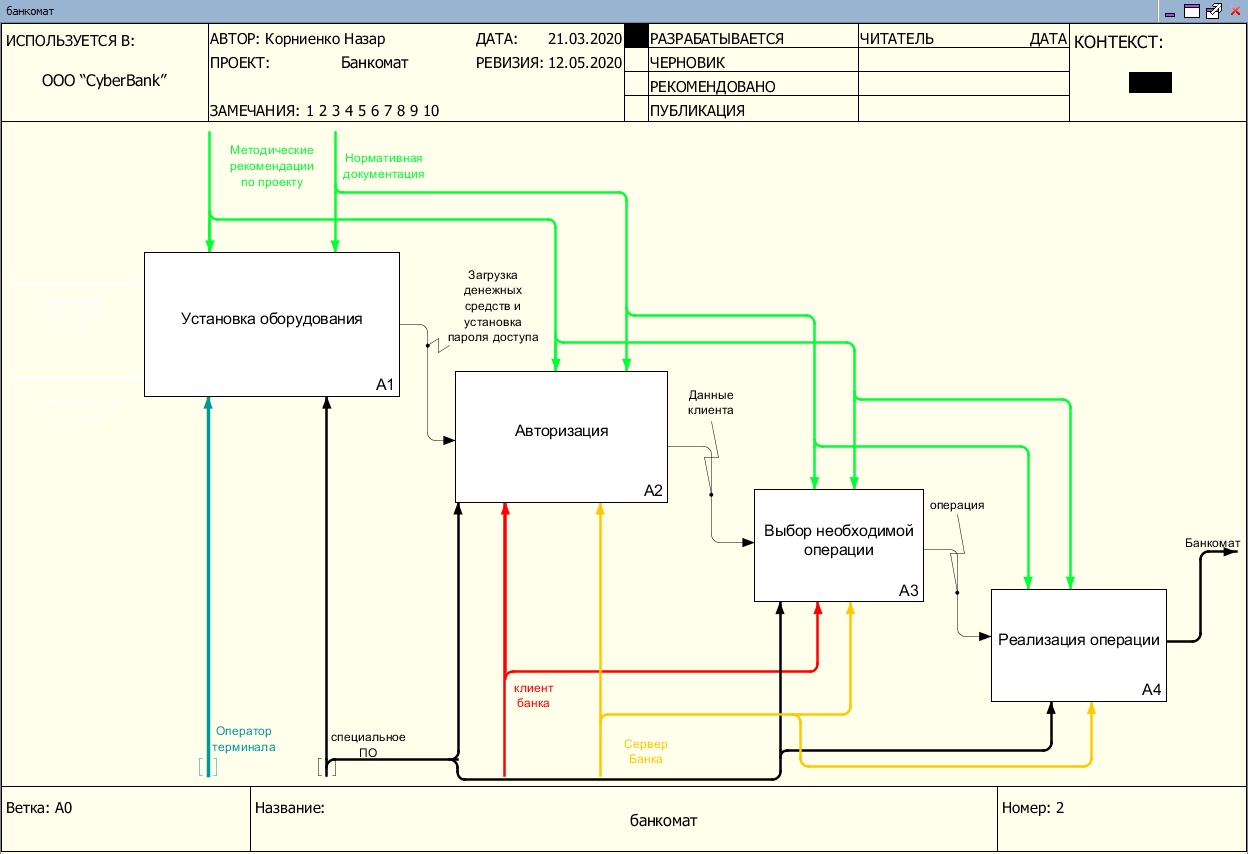 банкомат
ИСПОЛЬЗУЕТСЯ В:
ООО “CyberBank”
АВТОР: Корниенко Назар
ДАТА: 21.03.2020
ПРОЕКТ: Банкомат
РЕВИЗИЯ: 12.05.2020
ЗАМЕЧАНИЯ: 1 2 3 4 5 6 7 8 9 10
РАЗРАБАТЫВАЕТСЯ
ЧЕРНОВИК
РЕКОМЕНДОВАНО
ПУБЛИКАЦИЯ
ЧИТАТЕЛЬ ДАТА
КОНТЕКСТ:
Методические
рекомендации
по проекту
Нормативная
документация
Установка оборудования
A1
Загрузка
денежных
средств и
установка
пароля доступа
Авторизация
A2
Данные
клиента
Выбор необходимой
операции
A3
операция
Реализация операции
A4
Банкомат
Оператор
терминала
специальное
ПО
клиент
банка
Сервер
Банка
Ветка: A0
Название:
банкомат
Номер: 2